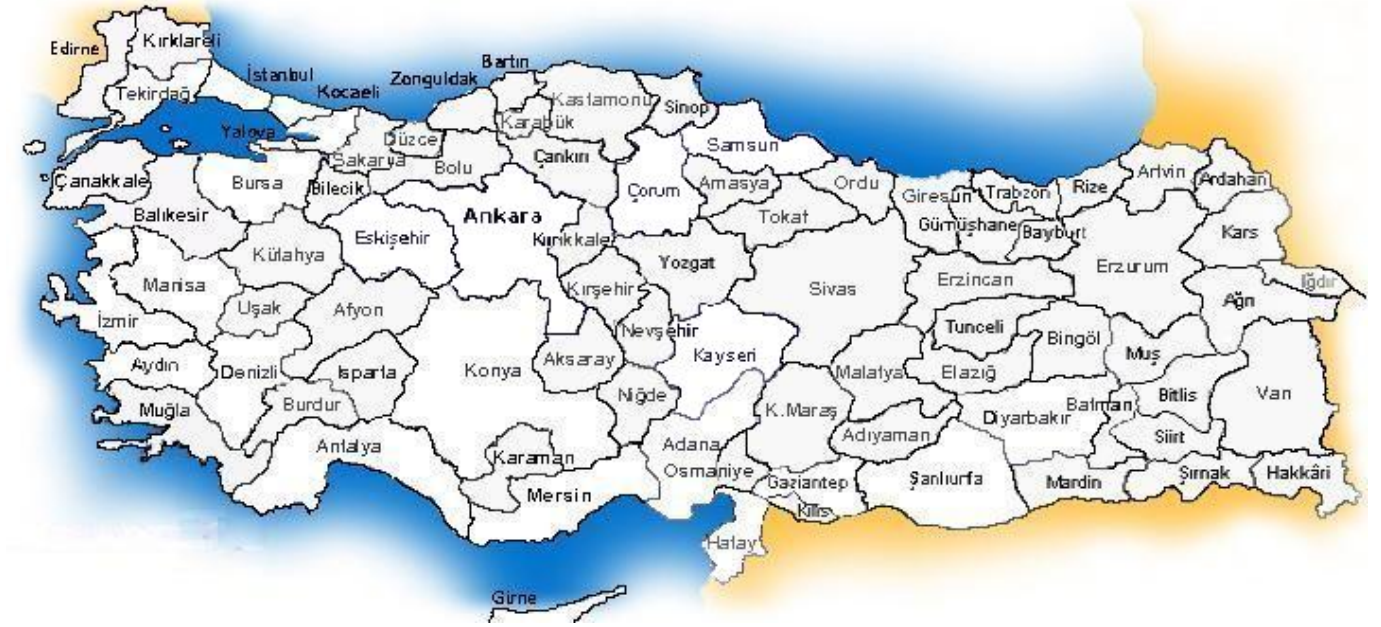 Edirne
Kırklareli
Tekirdağ
İstanbul
Kocaeli
Yalova
Zonguldak
Bartın
Karabük
Kastamonu
Sinop
Samsun
Düzce
Sakarya
Bolu
Çankırı
Çorum
Amasya
Ordu
Giresun
Trabzon
Rize
Artvin
Ardahan
Çanakkale
Bursa
Bilecik
Ankara
Tokat
Gümüşhane
Bayburt
Kars
Balıkesir
Eskişehir
Kırıkkale
Yozgat
Sivas
Erzincan
Erzurum
Iğdır
Kütahya
Manisa
Uşak
Afyon
Kırşehir
Nevşehir
Kayseri
Tunceli
Bingöl
Ağrı
Muş
İzmir
Aydın
Denizli
Isparta
Konya
Aksaray
Niğde
Malatya
Elazığ
Bitlis
Van
Muğla
Burdur
Antalya
Karaman
Mersin
Adana
Osmaniye
K.Maraş
Adıyaman
Diyarbakır
Batman
Siirt
Gaziantep
Kilis
Şanlıurfa
Mardin
Şırnak
Hakkâri
Hatay
Girne